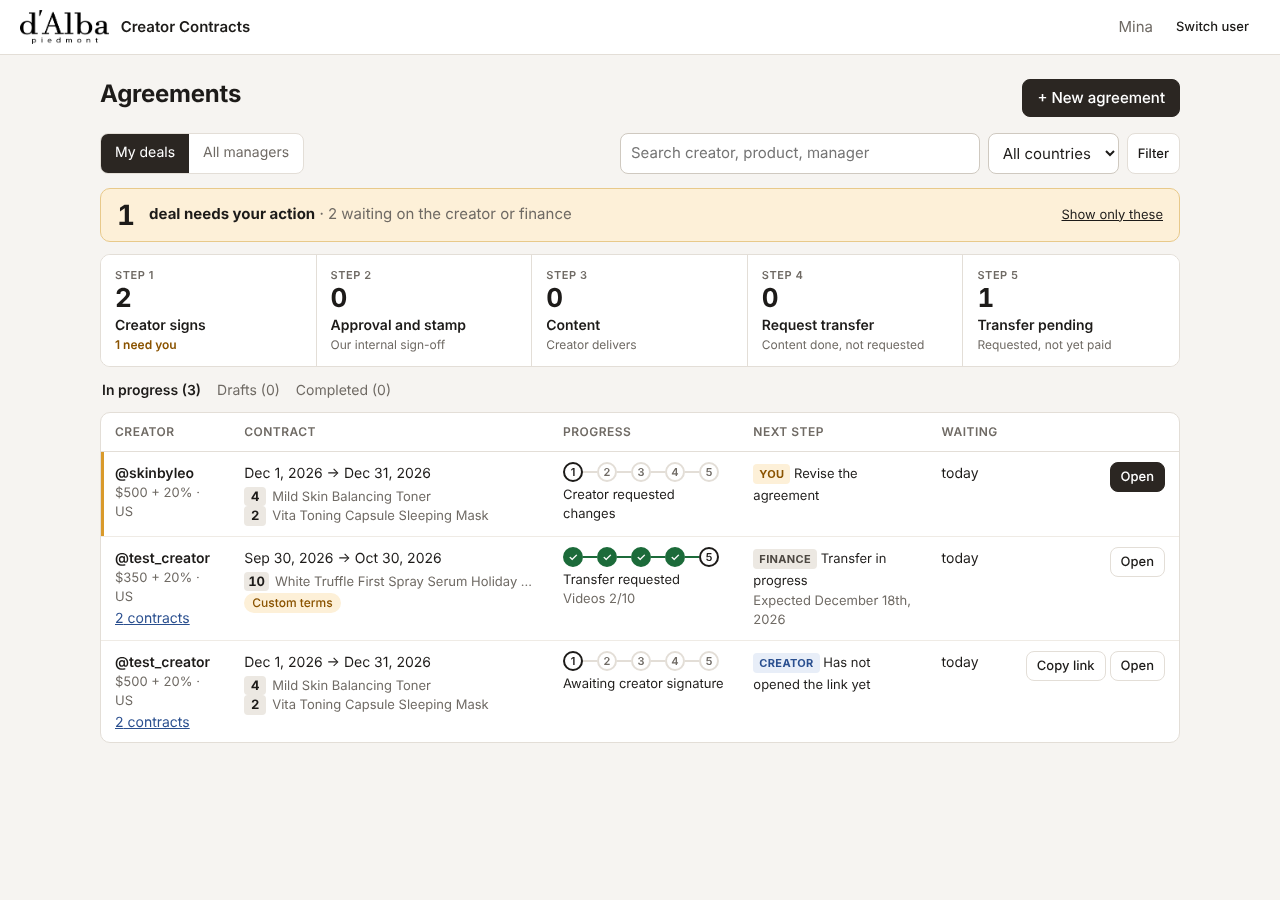 d'Alba
piedmont
Creator Contracts
Mina
Switch user
Agreements
+ New agreement
My deals
All managers
Search creator, product, manager
All countries
Filter
1 deal needs your action · 2 waiting on the creator or finance
Show only these
STEP 1
2
Creator signs
1 need you
STEP 2
0
Approval and stamp
Our internal sign-off
STEP 3
0
Content
Creator delivers
STEP 4
0
Request transfer
Content done, not requested
STEP 5
1
Transfer pending
Requested, not yet paid
In progress (3)
Drafts (0)
Completed (0)
CREATOR
CONTRACT
PROGRESS
NEXT STEP
WAITING
@skinbyleo
$500 + 20% ·
US
Dec 1, 2026 → Dec 31, 2026
4 Mild Skin Balancing Toner
2 Vita Toning Capsule Sleeping Mask
1 2 3 4 5
Creator requested
changes
YOU Revise the
agreement
today
Open
@test_creator
$350 + 20% ·
US
2 contracts
Sep 30, 2026 → Oct 30, 2026
10 White Truffle First Spray Serum Holiday ...
Custom terms
5
Transfer requested
Videos 2/10
FINANCE Transfer in
progress
Expected December 18th,
2026
today
Open
@test_creator
$500 + 20% ·
US
2 contracts
Dec 1, 2026 → Dec 31, 2026
4 Mild Skin Balancing Toner
2 Vita Toning Capsule Sleeping Mask
1 2 3 4 5
Awaiting creator signature
CREATOR Has not
opened the link yet
today
Copy link
Open